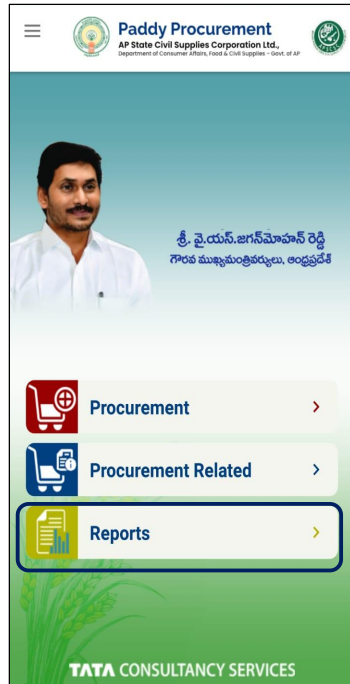 Paddy Procurement
AP State Civil Supplies Corporation Ltd.,
Department of Consumer Affairs, Food & Civil Supplies - Govt. of AP
శ్రీ. వై.యస్.జగన్‌మోహన్ రెడ్డి
గౌరవ ముఖ్యమంత్రివర్యులు, ఆంధ్రప్రదేశ్
Procurement
Procurement Related
Reports
TATA CONSULTANCY SERVICES